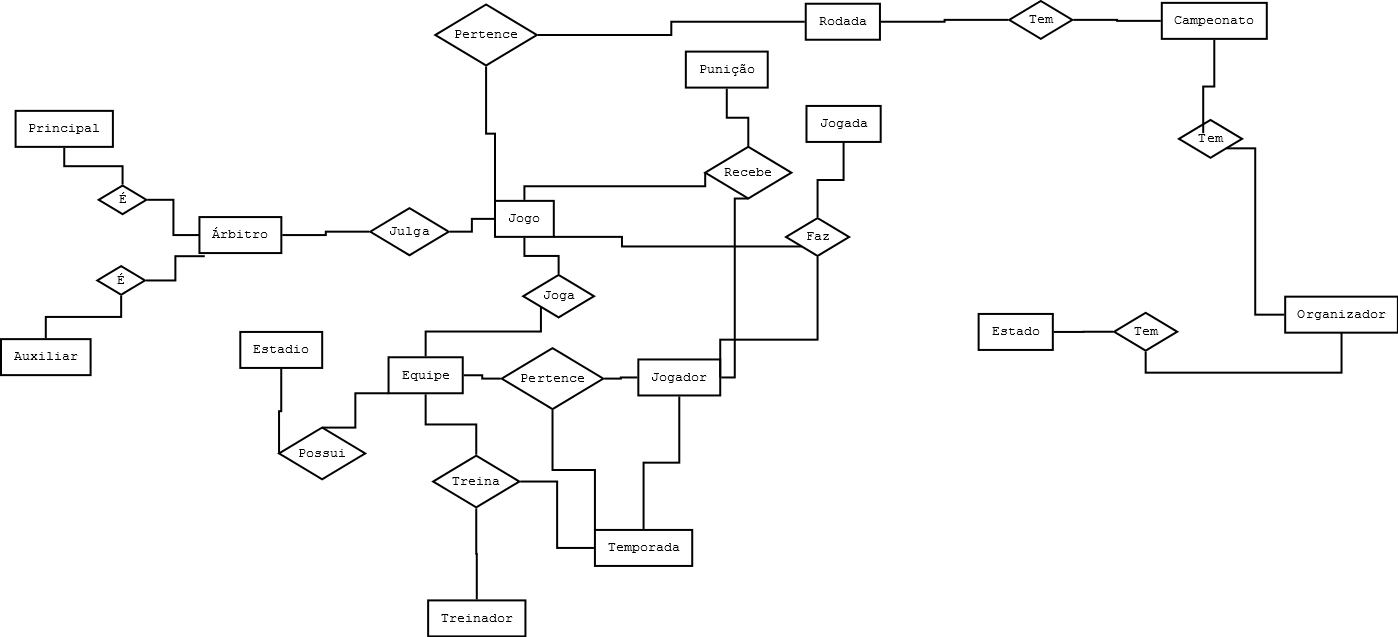 Pertence
Rodada
Tem
Campeonato
Punição
Principal
Jogada
Tem
Recebe
É
Jogo
Árbitro
Julga
Faz
É
Joga
Organizador
Estado
Tem
Auxiliar
Estadio
Equipe
Pertence
Jogador
Possui
Treina
Temporada
Treinador